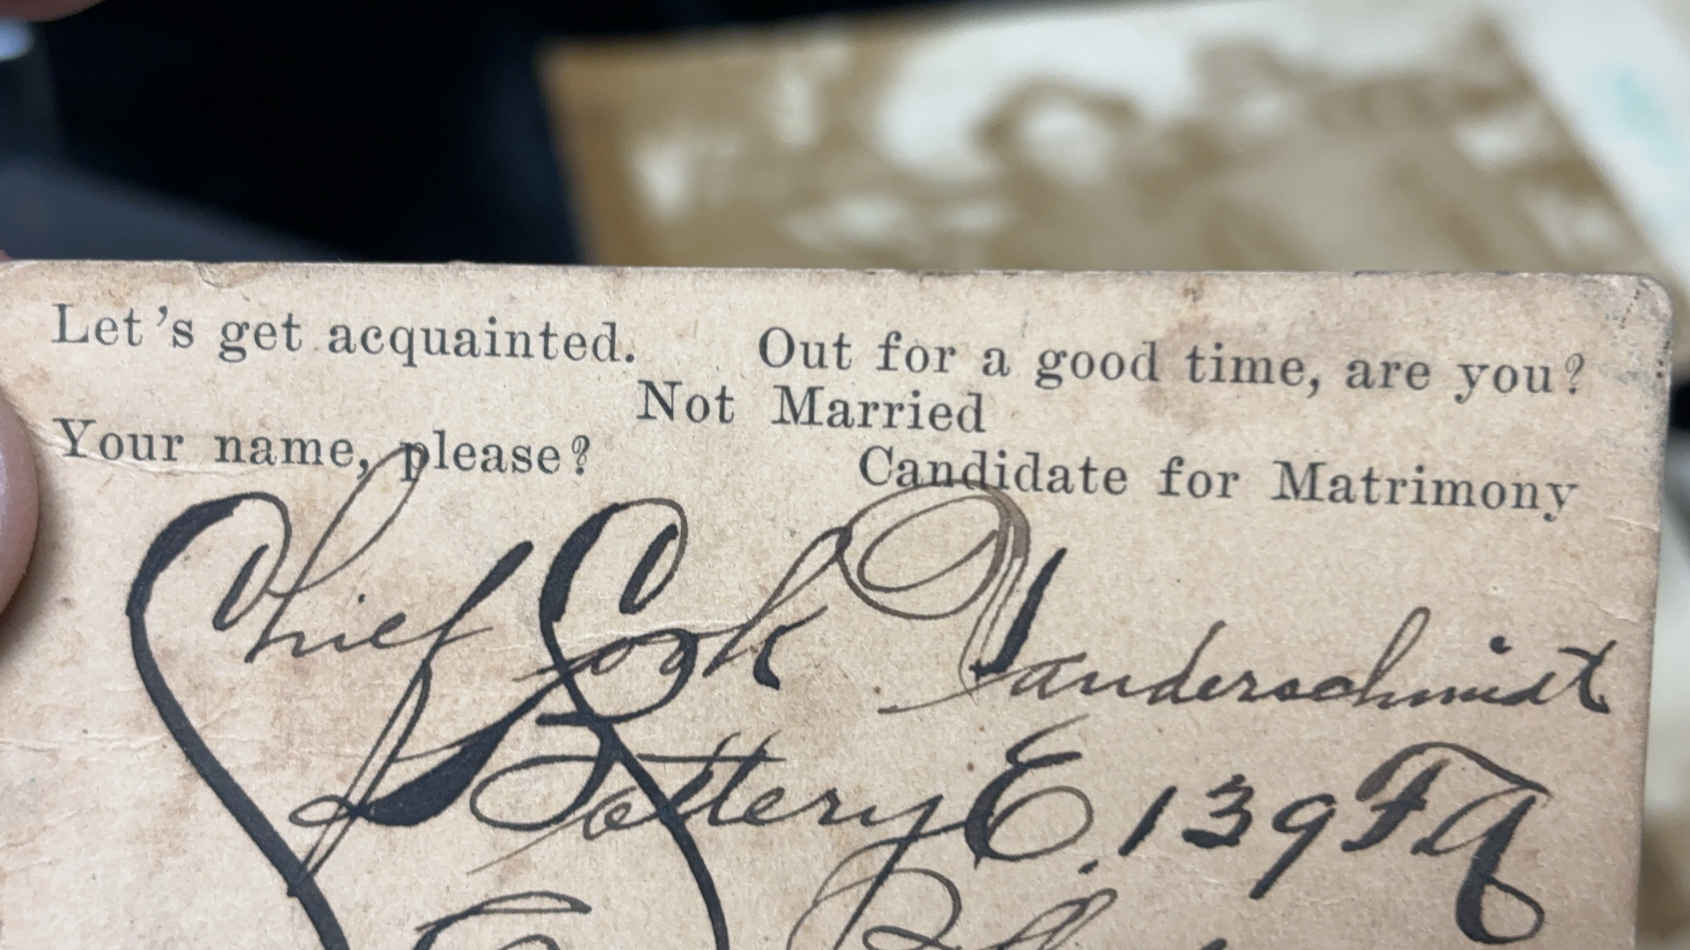 Let's get acquainted. Out for a good time, are you?
Not Married
Your name, please? Candidate for Matrimony
Chief Cook Vanderschmidt
Battery E. 139 FA